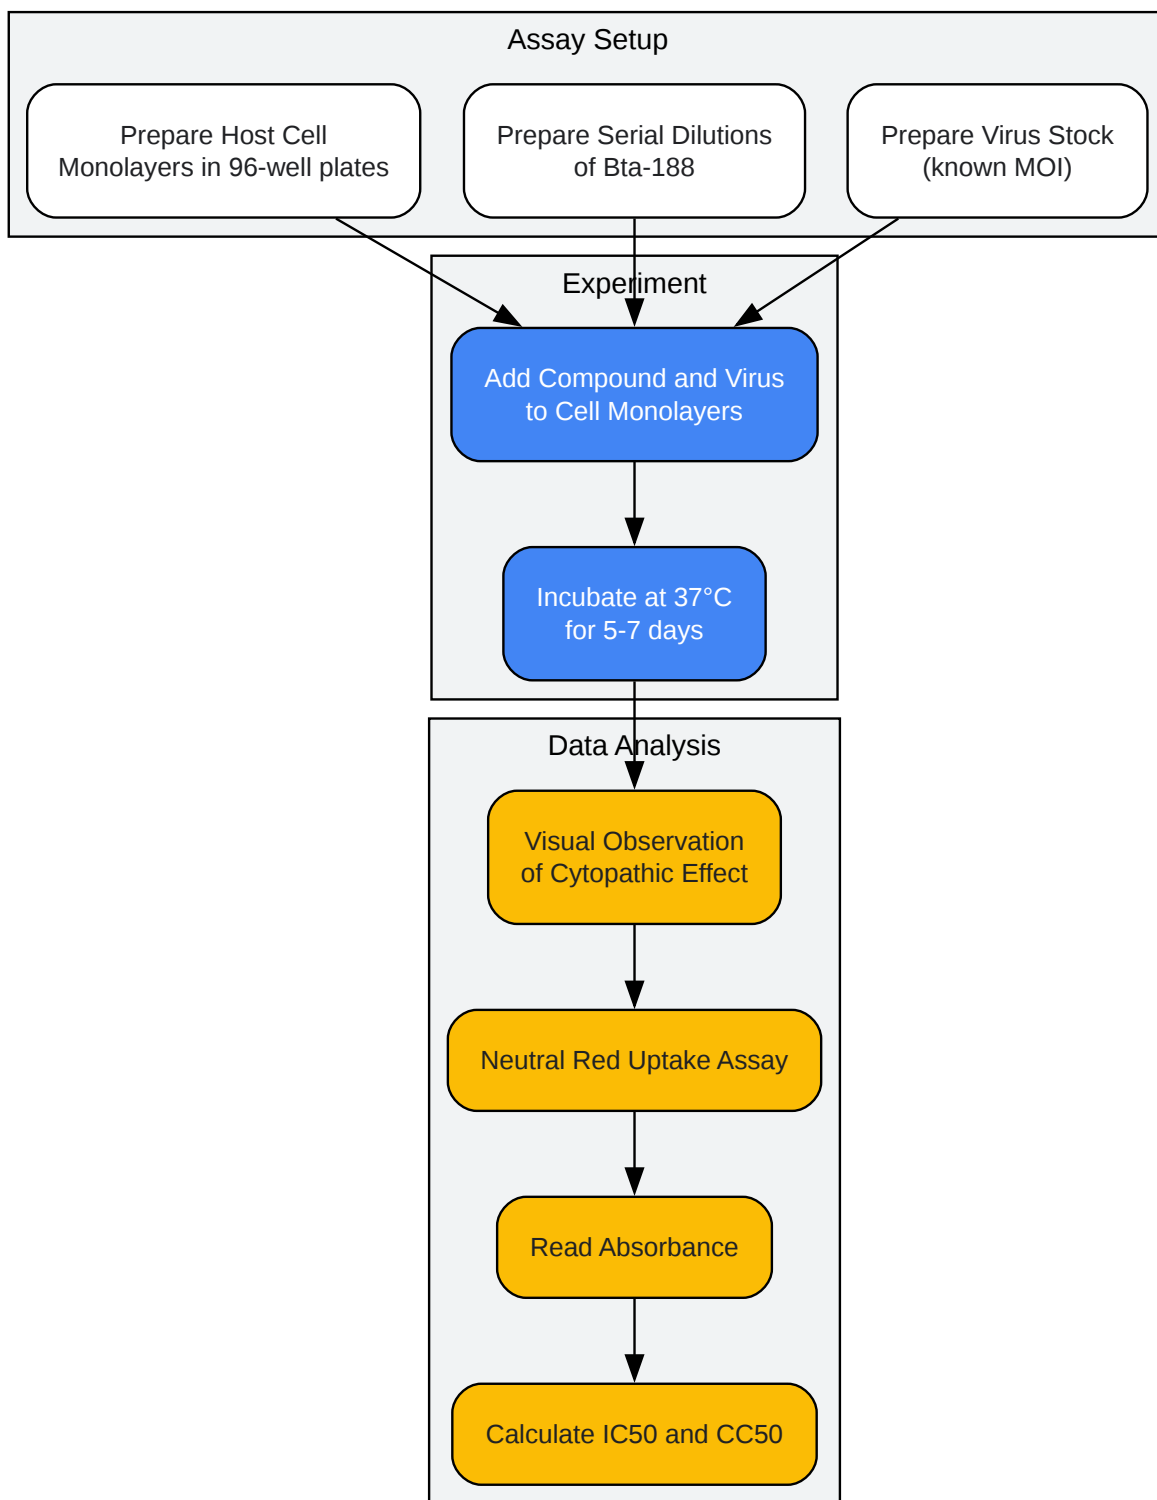 Assay Setup
Prepare Host Cell
Monolayers in 96-well plates
Prepare Serial Dilutions
of Bta-188
Prepare Virus Stock
(known MOI)
Experiment
Add Compound and Virus
to Cell Monolayers
Incubate at 37°C
for 5-7 days
Data Analysis
Visual Observation
of Cytopathic Effect
Neutral Red Uptake Assay
Read Absorbance
Calculate IC50 and CC50